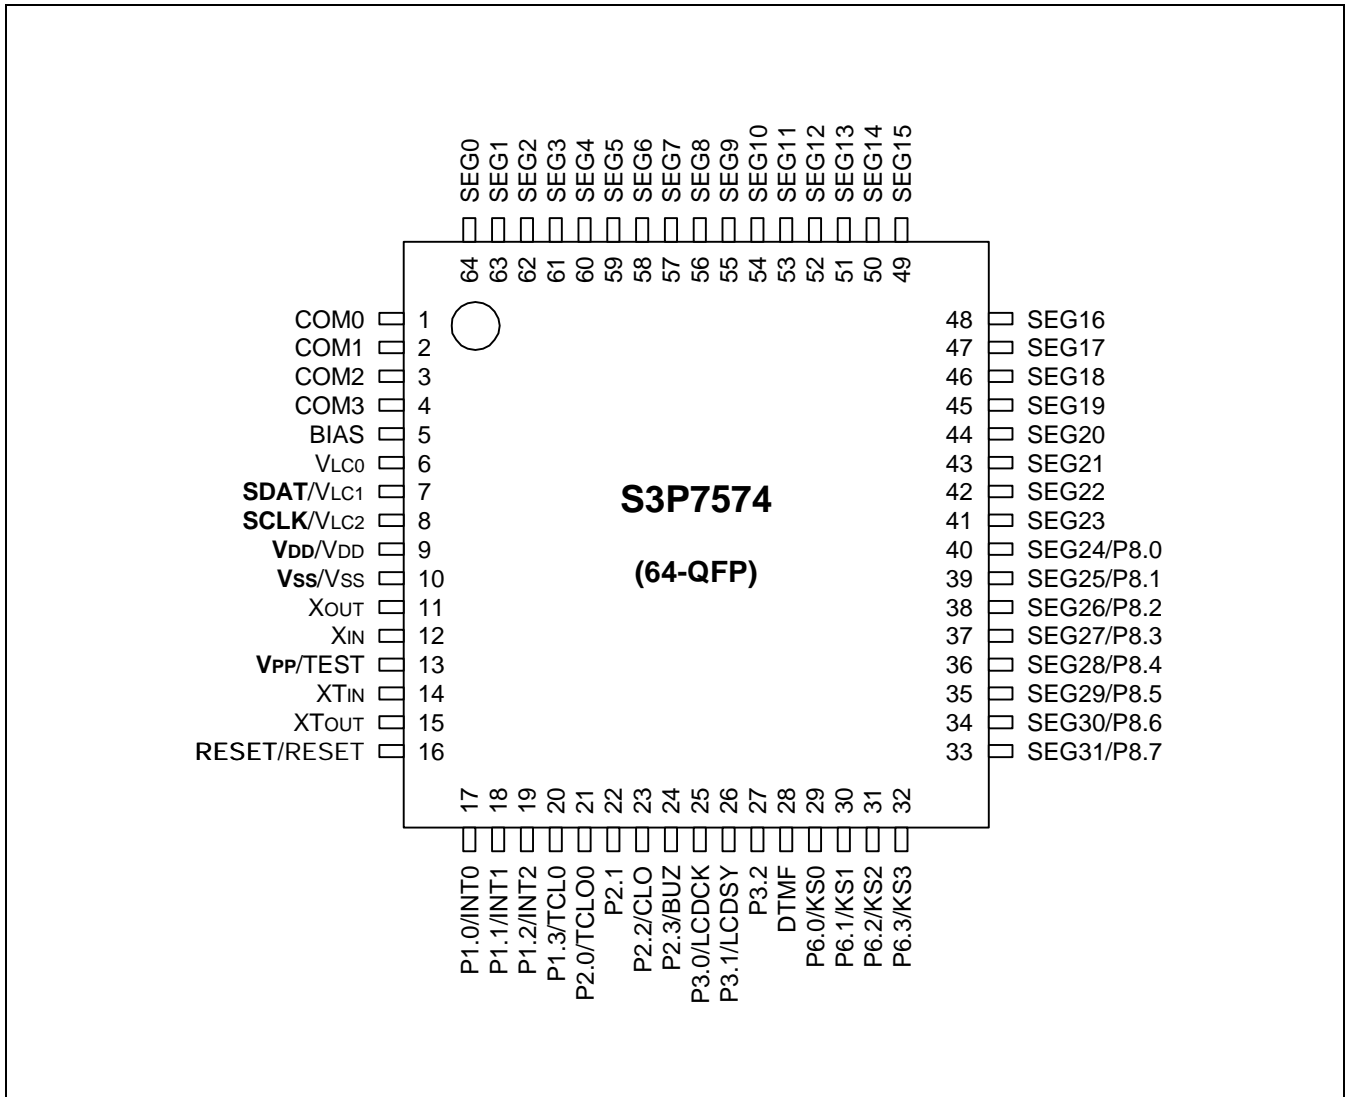 SEG0
SEG1
SEG2
SEG3
SEG4
SEG5
SEG6
SEG7
SEG8
SEG9
SEG10
SEG11
SEG12
SEG13
SEG14
SEG15
64
63
62
61
60
59
58
57
56
55
54
53
52
51
50
49
COM0 1
COM1 2
COM2 3
COM3 4
BIAS 5
VLC0 6
SDAT/VLC1 7
SCLK/VLC2 8
VDD/VDD 9
VSS/VSS 10
XOUT 11
XIN 12
VPP/TEST 13
XTIN 14
XTOUT 15
RESET/RESET 16
S3P7574
(64-QFP)
48 SEG16
47 SEG17
46 SEG18
45 SEG19
44 SEG20
43 SEG21
42 SEG22
41 SEG23
40 SEG24/P8.0
39 SEG25/P8.1
38 SEG26/P8.2
37 SEG27/P8.3
36 SEG28/P8.4
35 SEG29/P8.5
34 SEG30/P8.6
33 SEG31/P8.7
17
18
19
20
21
22
23
24
25
26
27
28
29
30
31
32
P1.0/INT0
P1.1/INT1
P1.2/INT2
P1.3/TCL0
P2.0/TCLO0
P2.1
P2.2/CLO
P2.3/BUZ
P3.0/LCDCK
P3.1/LCDSY
P3.2
DTMF
P6.0/KS0
P6.1/KS1
P6.2/KS2
P6.3/KS3